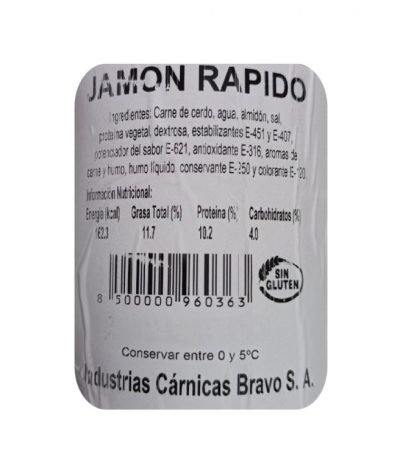 JAMON RAPIDO
Ingredientes: Carne de cerdo, agua, almidón, sal,
proteína vegetal, dextrosa, estabilizantes E-451 y E-407,
potenciador del sabor E-621, antioxidante E-316, aromas de
carne y humo, humo líquido, conservante E-250 y colorante E-120.
Información Nutricional:
Energía (kcal) Grasa Total (%) Proteína (%) Carbohidratos (%)
162.3 11.7 10.2 4.0
SIN
GLUTEN
8 500000 960363
Conservar entre 0 y 5ºC
Industrias Cárnicas Bravo S. A.